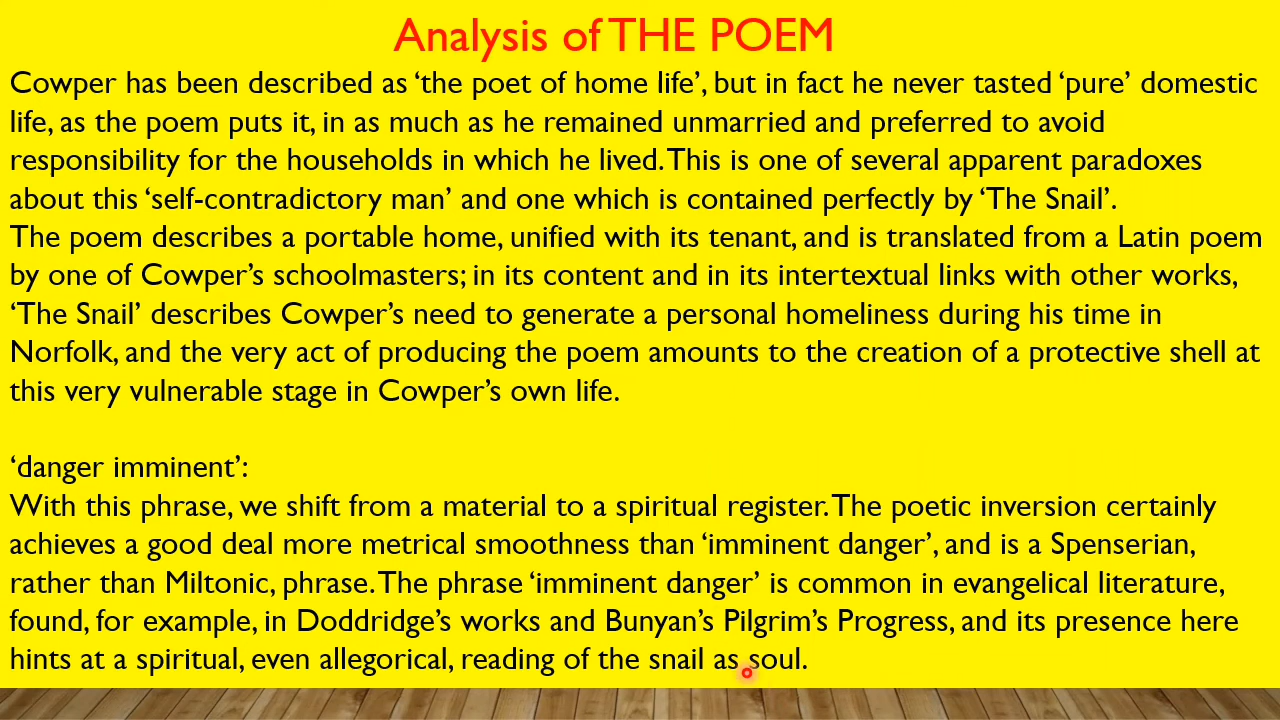 Analysis of THE POEM
Cowper has been described as ‘the poet of home life’, but in fact he never tasted ‘pure’ domestic
life, as the poem puts it, in as much as he remained unmarried and preferred to avoid
responsibility for the households in which he lived. This is one of several apparent paradoxes
about this ‘self-contradictory man’ and one which is contained perfectly by ‘The Snail’.
The poem describes a portable home, unified with its tenant, and is translated from a Latin poem
by one of Cowper’s schoolmasters; in its content and in its intertextual links with other works,
‘The Snail’ describes Cowper’s need to generate a personal homeliness during his time in
Norfolk, and the very act of producing the poem amounts to the creation of a protective shell at
this very vulnerable stage in Cowper’s own life.
‘danger imminent’:
With this phrase, we shift from a material to a spiritual register. The poetic inversion certainly
achieves a good deal more metrical smoothness than ‘imminent danger’, and is a Spenserian,
rather than Miltonic, phrase. The phrase ‘imminent danger’ is common in evangelical literature,
found, for example, in Doddridge’s works and Bunyan’s Pilgrim’s Progress, and its presence here
hints at a spiritual, even allegorical, reading of the snail as soul.